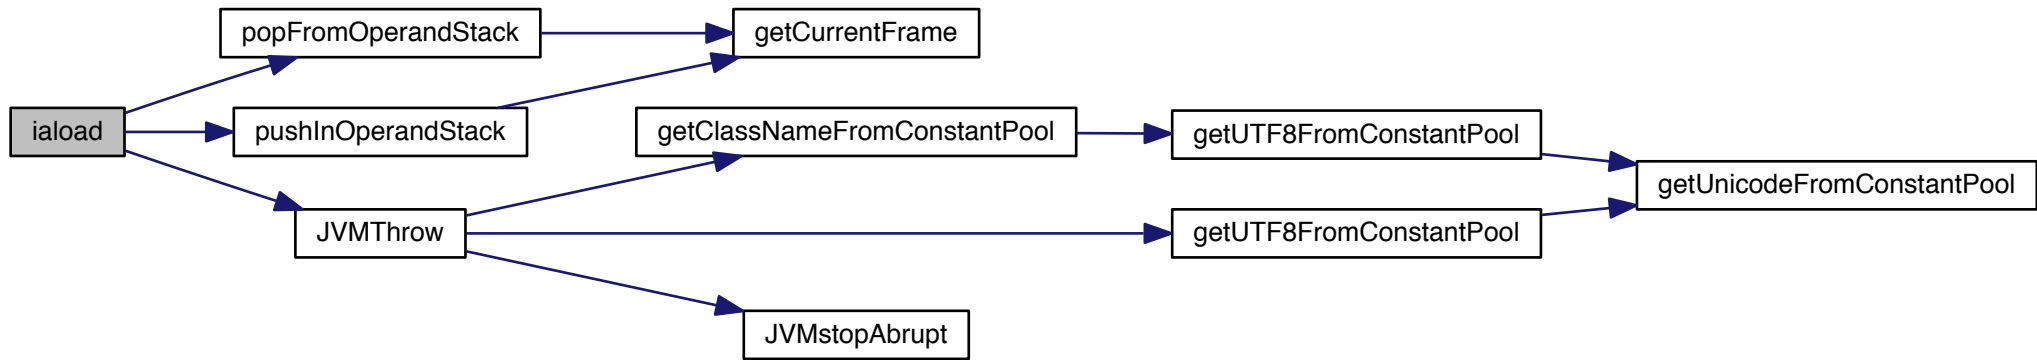 popFromOperandStack
getCurrentFrame
iaload
pushInOperandStack
getClassNameFromConstantPool
getUTF8FromConstantPool
getUnicodeFromConstantPool
JVMThrow
getUTF8FromConstantPool
JVMstopAbrupt